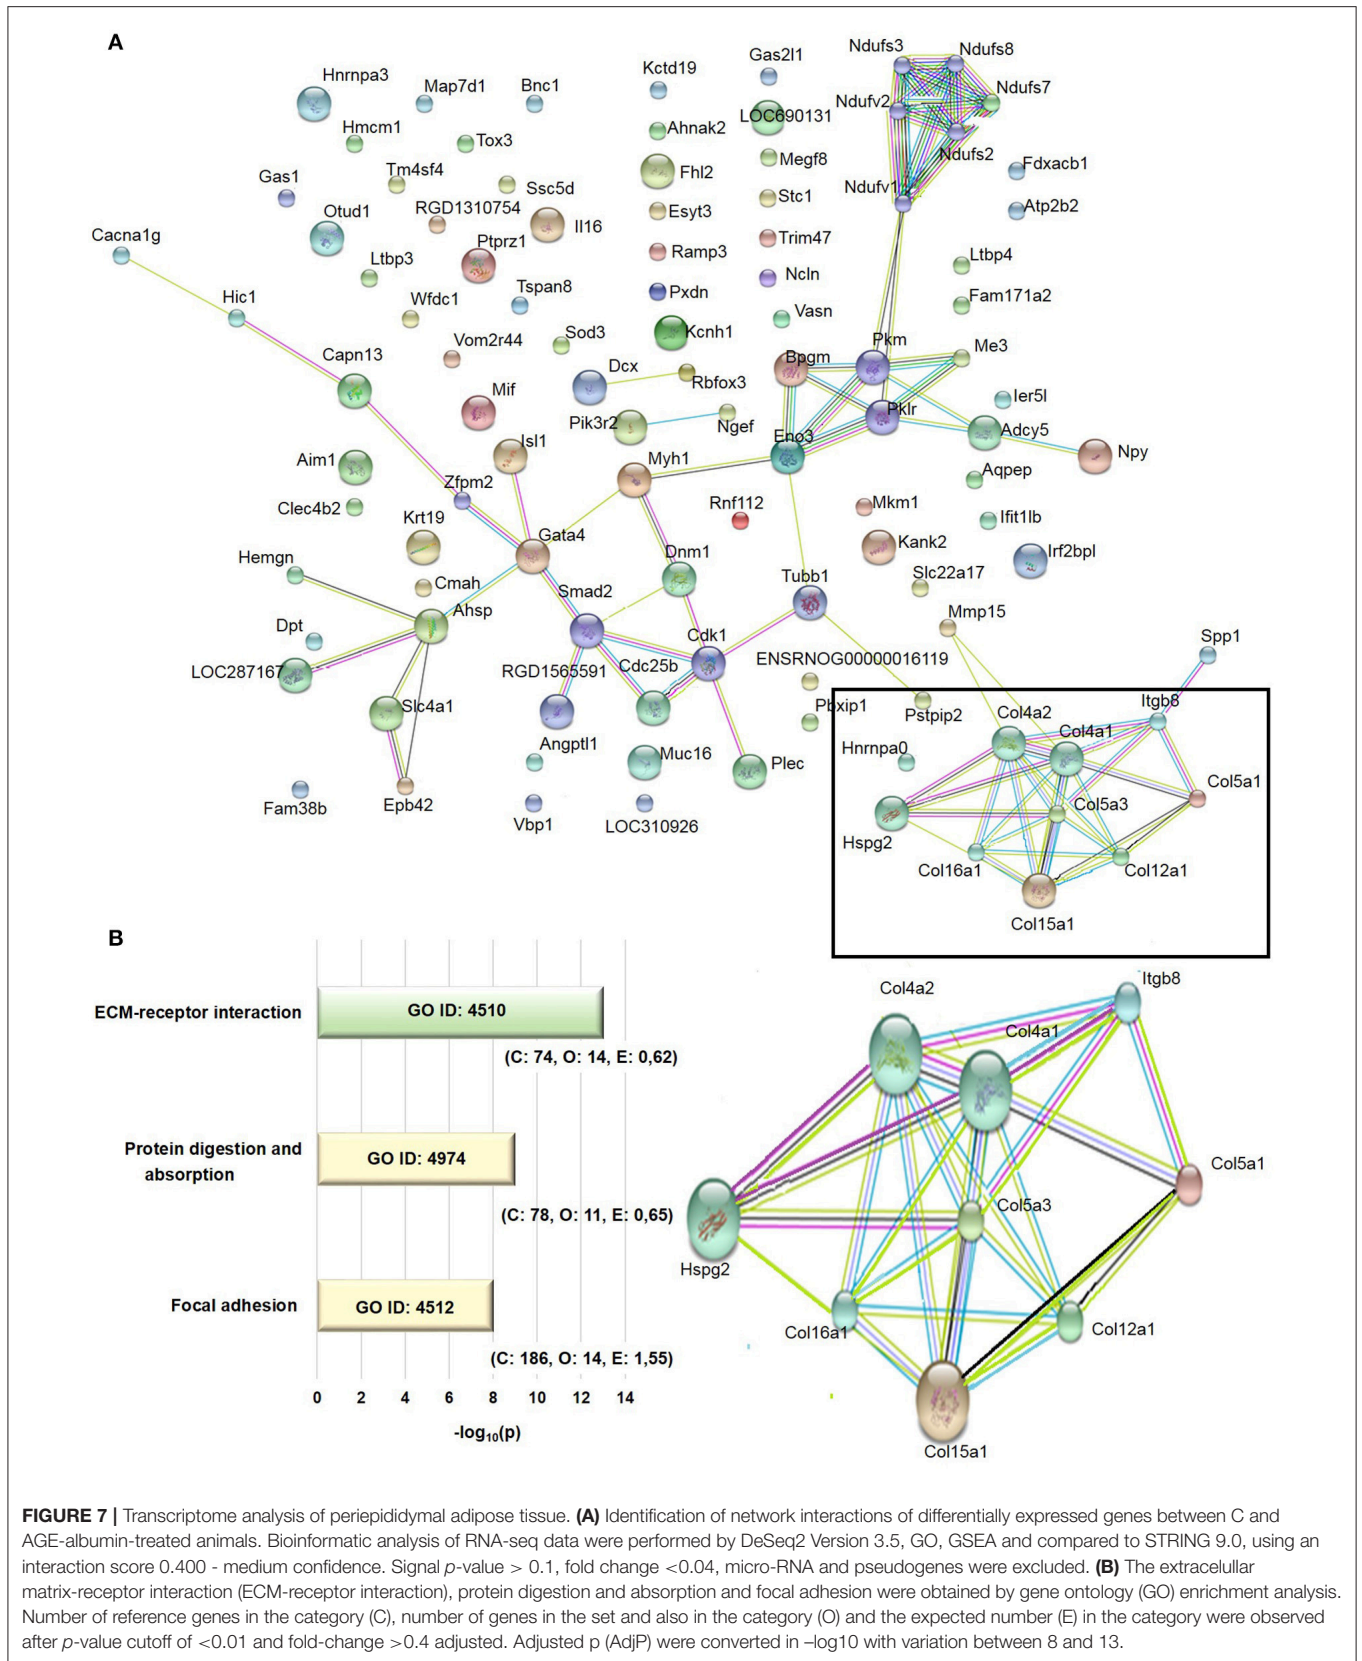 A
Hnrnpa3
Map7d1
Bnc1
Kctd19
Gas2l1
Ndufs3
Ndufs8
Ndufs7
Ndufv2
Hmcm1
Tox3
Ahnak2
LOC690131
Ndufs2
Tm4sf4
Ssc5d
Fhl2
Megf8
Fdxacb1
Gas1
Ndufv1
Otud1
RGD1310754
Il16
Esyt3
Stc1
Atp2b2
Cacna1g
Ptprz1
Ramp3
Trim47
Ltbp3
Ltbp4
Hic1
Wfdc1
Tspan8
Pxdn
Ncln
Fam171a2
Vasn
Capn13
Vom2r44
Sod3
Kcnh1
Pkm
Me3
Bpgm
Dcx
Rbfox3
Mif
Ier5l
Pklr
Pik3r2
Ngef
Adcy5
Isl1
Eno3
Npy
Aim1
Myh1
Aqpep
Zfpm2
Clec4b2
Rnf112
Mkm1
Krt19
Ifit1lb
Gata4
Kank2
Irf2bpl
Hemgn
Dnm1
Cmah
Smad2
Tubb1
Slc22a17
Ahsp
Mmp15
Dpt
Cdk1
Spp1
LOC287167
RGD1565591
Cdc25b
ENSRNOG00000016119
Slc4a1
Pbxip1
Pstpip2
Col4a2
Itgb8
Col4a1
Angptl1
Muc16
Hnrnpa0
Plec
Col5a1
Fam38b
Epb42
Col5a3
Vbp1
LOC310926
Hspg2
Col16a1
Col12a1
Col15a1
B
ECM-receptor interaction
GO ID: 4510
(C: 74, O: 14, E: 0,62)
Protein digestion and
absorption
GO ID: 4974
(C: 78, O: 11, E: 0,65)
Focal adhesion
GO ID: 4512
(C: 186, O: 14, E: 1,55)
0 2 4 6 8 10 12 14
-log10(p)
Itgb8
Col4a2
Col4a1
Col5a1
Col5a3
Hspg2
Col16a1
Col12a1
Col15a1
FIGURE 7 | Transcriptome analysis of periepididymal adipose tissue. (A) Identification of network interactions of differentially expressed genes between C and
AGE-albumin-treated animals. Bioinformatic analysis of RNA-seq data were performed by DeSeq2 Version 3.5, GO, GSEA and compared to STRING 9.0, using an
interaction score 0.400 - medium confidence. Signal p-value > 0.1, fold change <0.04, micro-RNA and pseudogenes were excluded. (B) The extracelullar
matrix-receptor interaction (ECM-receptor interaction), protein digestion and absorption and focal adhesion were obtained by gene ontology (GO) enrichment analysis.
Number of reference genes in the category (C), number of genes in the set and also in the category (O) and the expected number (E) in the category were observed
after p-value cutoff of <0.01 and fold-change >0.4 adjusted. Adjusted p (AdjP) were converted in –log10 with variation between 8 and 13.